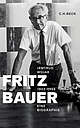 C.H.BECK
IRMTRUD
WOJAK
FRITZ
BAUER
1903–1968
EINE
BIOGRAPHIE